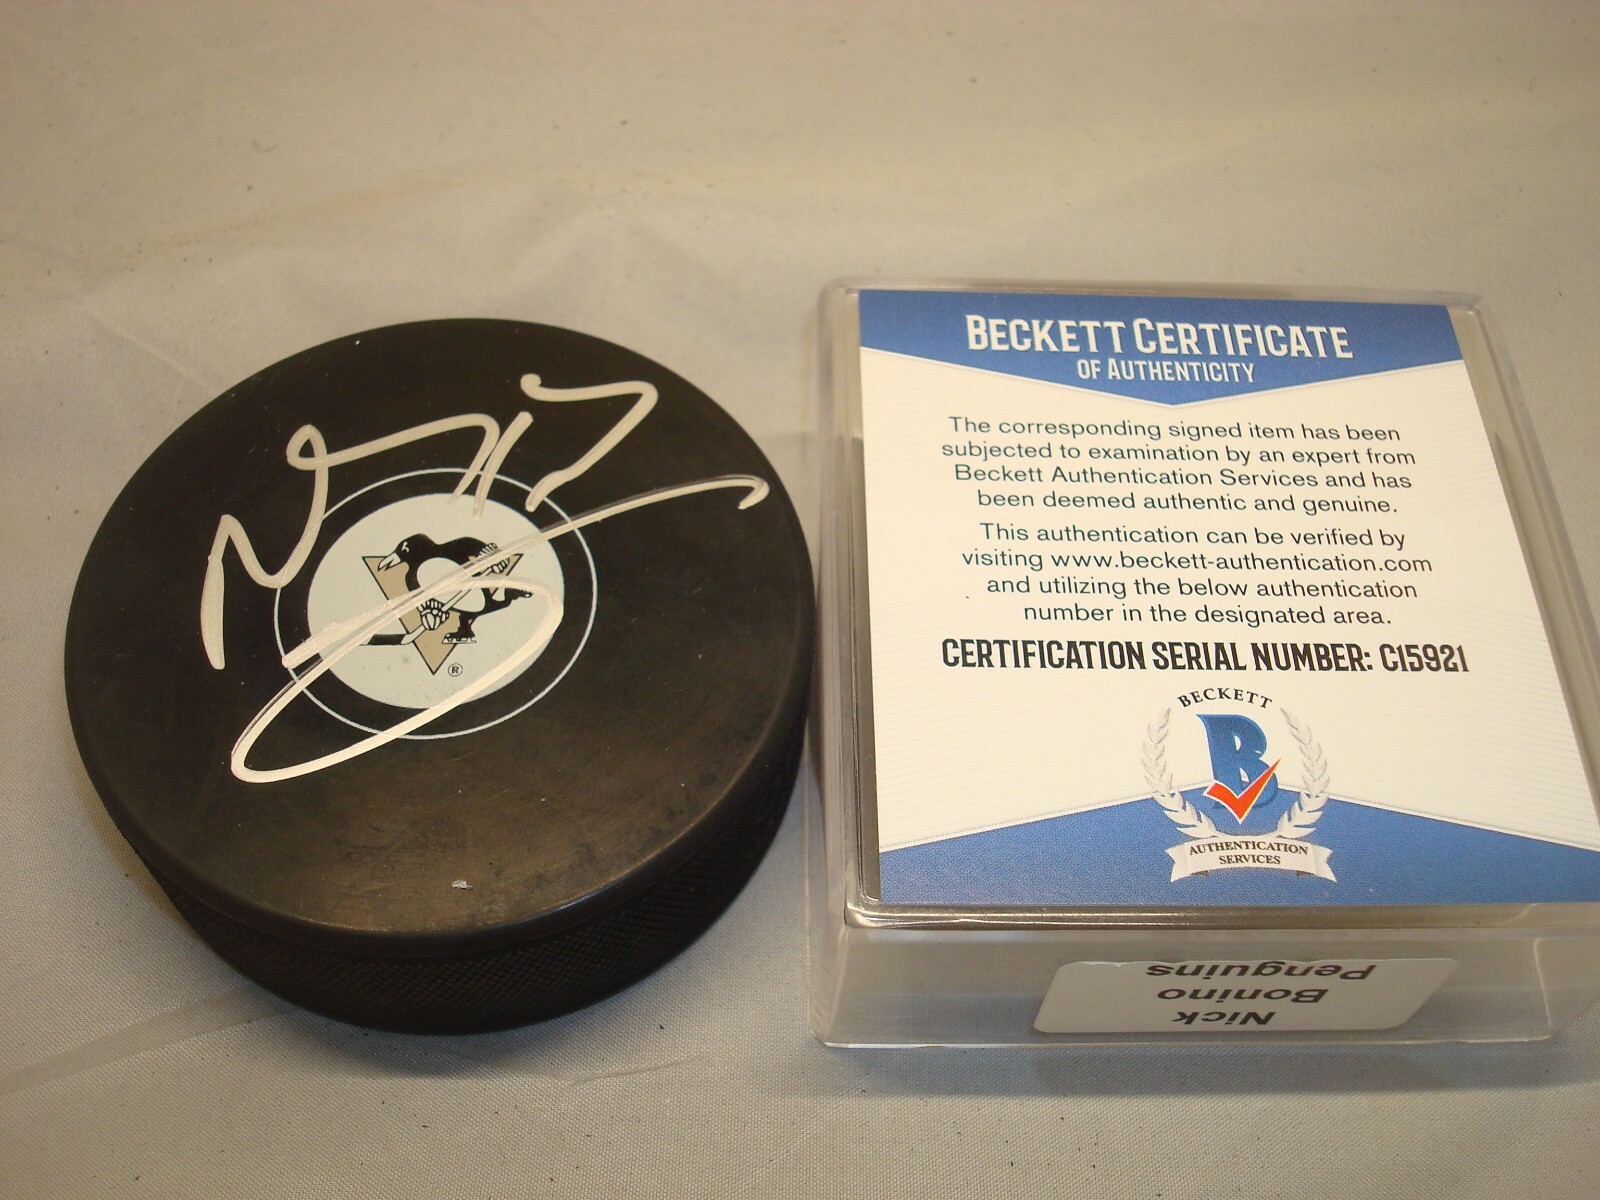 BECKETT CERTIFICATE
OF AUTHENTICITY
The corresponding signed item has been
subjected to examination by an expert from
Beckett Authentication Services and has
been deemed authentic and genuine.
This authentication can be verified by
visiting www.beckett-authentication.com
and utilizing the below authentication
number in the designated area.
CERTIFICATION SERIAL NUMBER: C15921
BECKETT
B
AUTHENTICATION
SERVICES
Nick
Bonino
Penguins
®